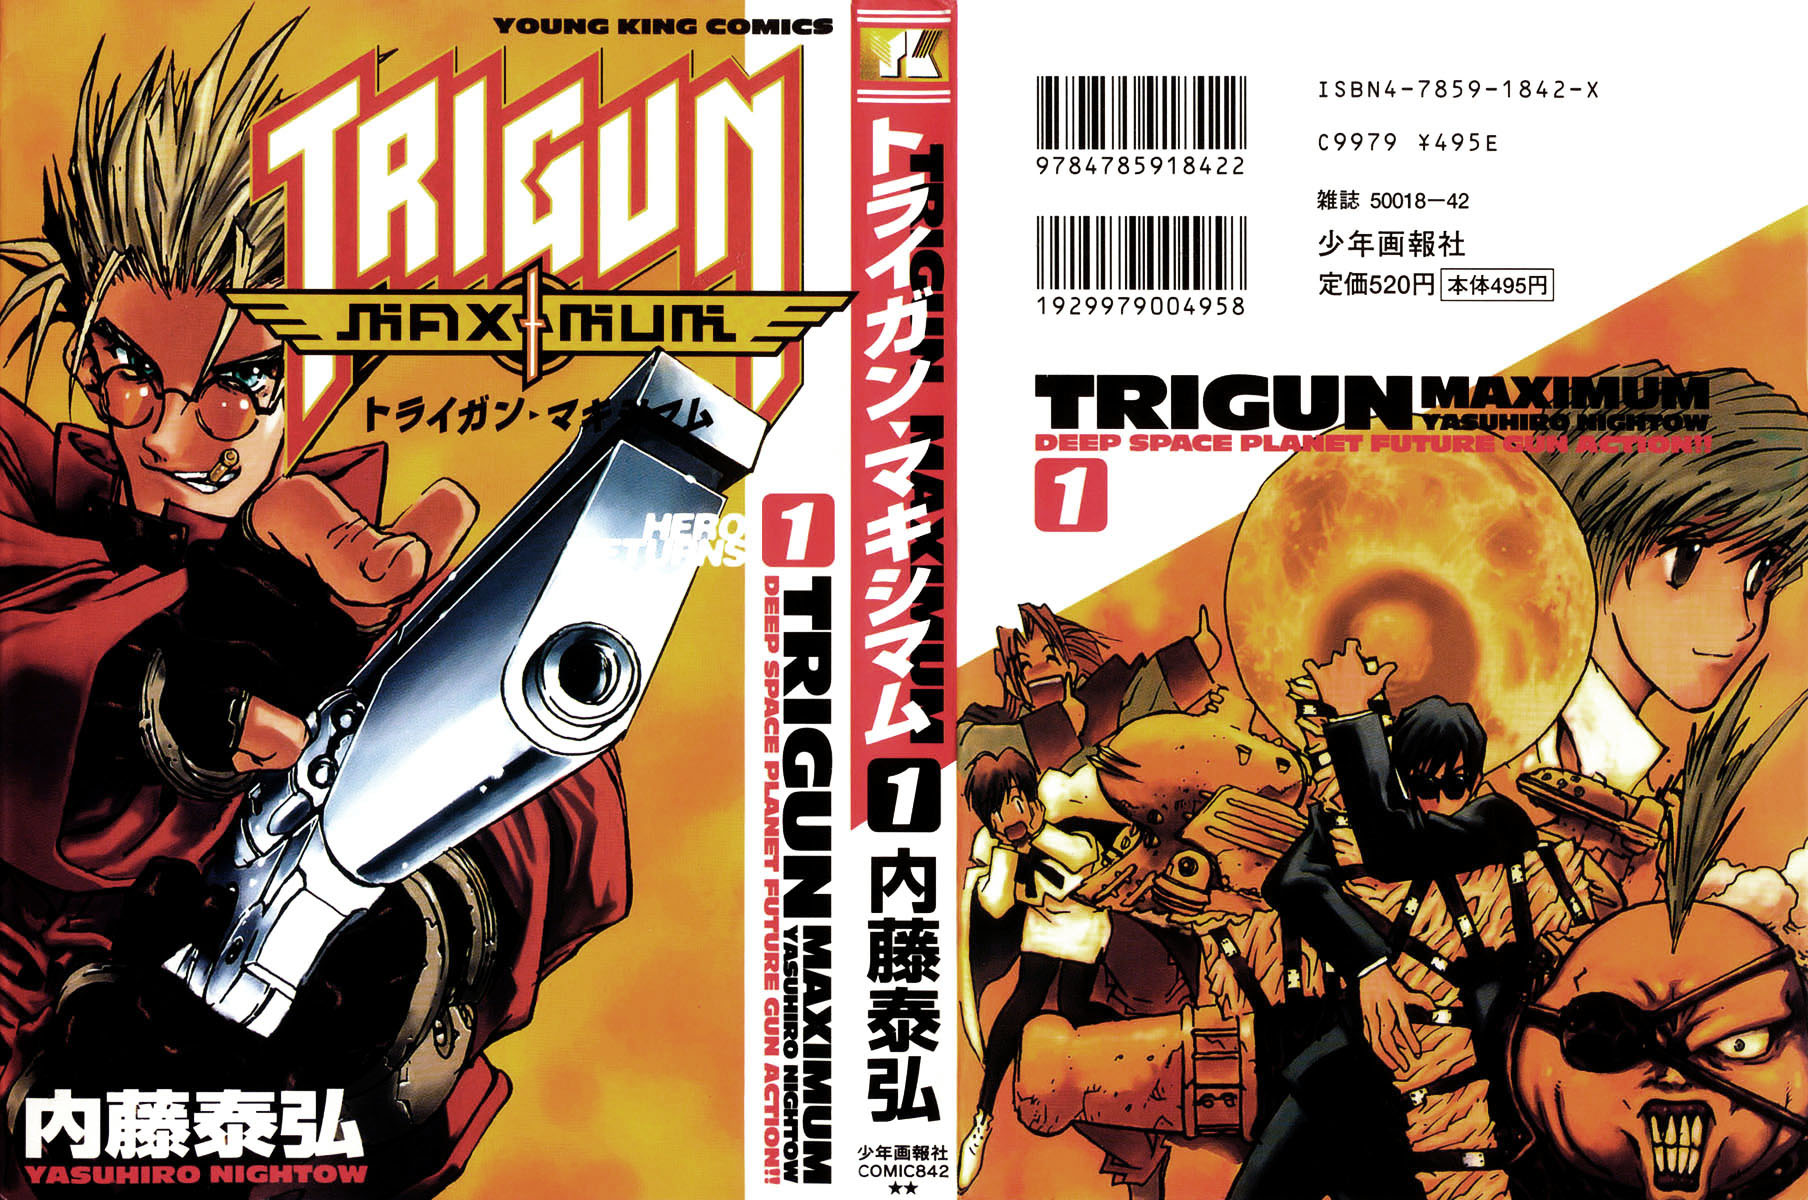 YOUNG KING COMICS
TRIGUN
MAXIMUM
トライガン・マキシマム
HERO
RETURNS
1
TRIGUN MAXIMUM
YASUHIRO NIGHTOW
DEEP SPACE PLANET FUTURE GUN ACTION!!
内藤泰弘
YASUHIRO NIGHTOW
YK
トライガン・マキシマム
TRIGUN MAXIMUM
1
内藤泰弘
少年画報社
COMIC842
★★
9784785918422
1929979004958
ISBN4-7859-1842-X
C9979 ¥495E
雑誌 50018-42
少年画報社
定価520円 本体495円
TRIGUN MAXIMUM
YASUHIRO NIGHTOW
DEEP SPACE PLANET FUTURE GUN ACTION!!
1